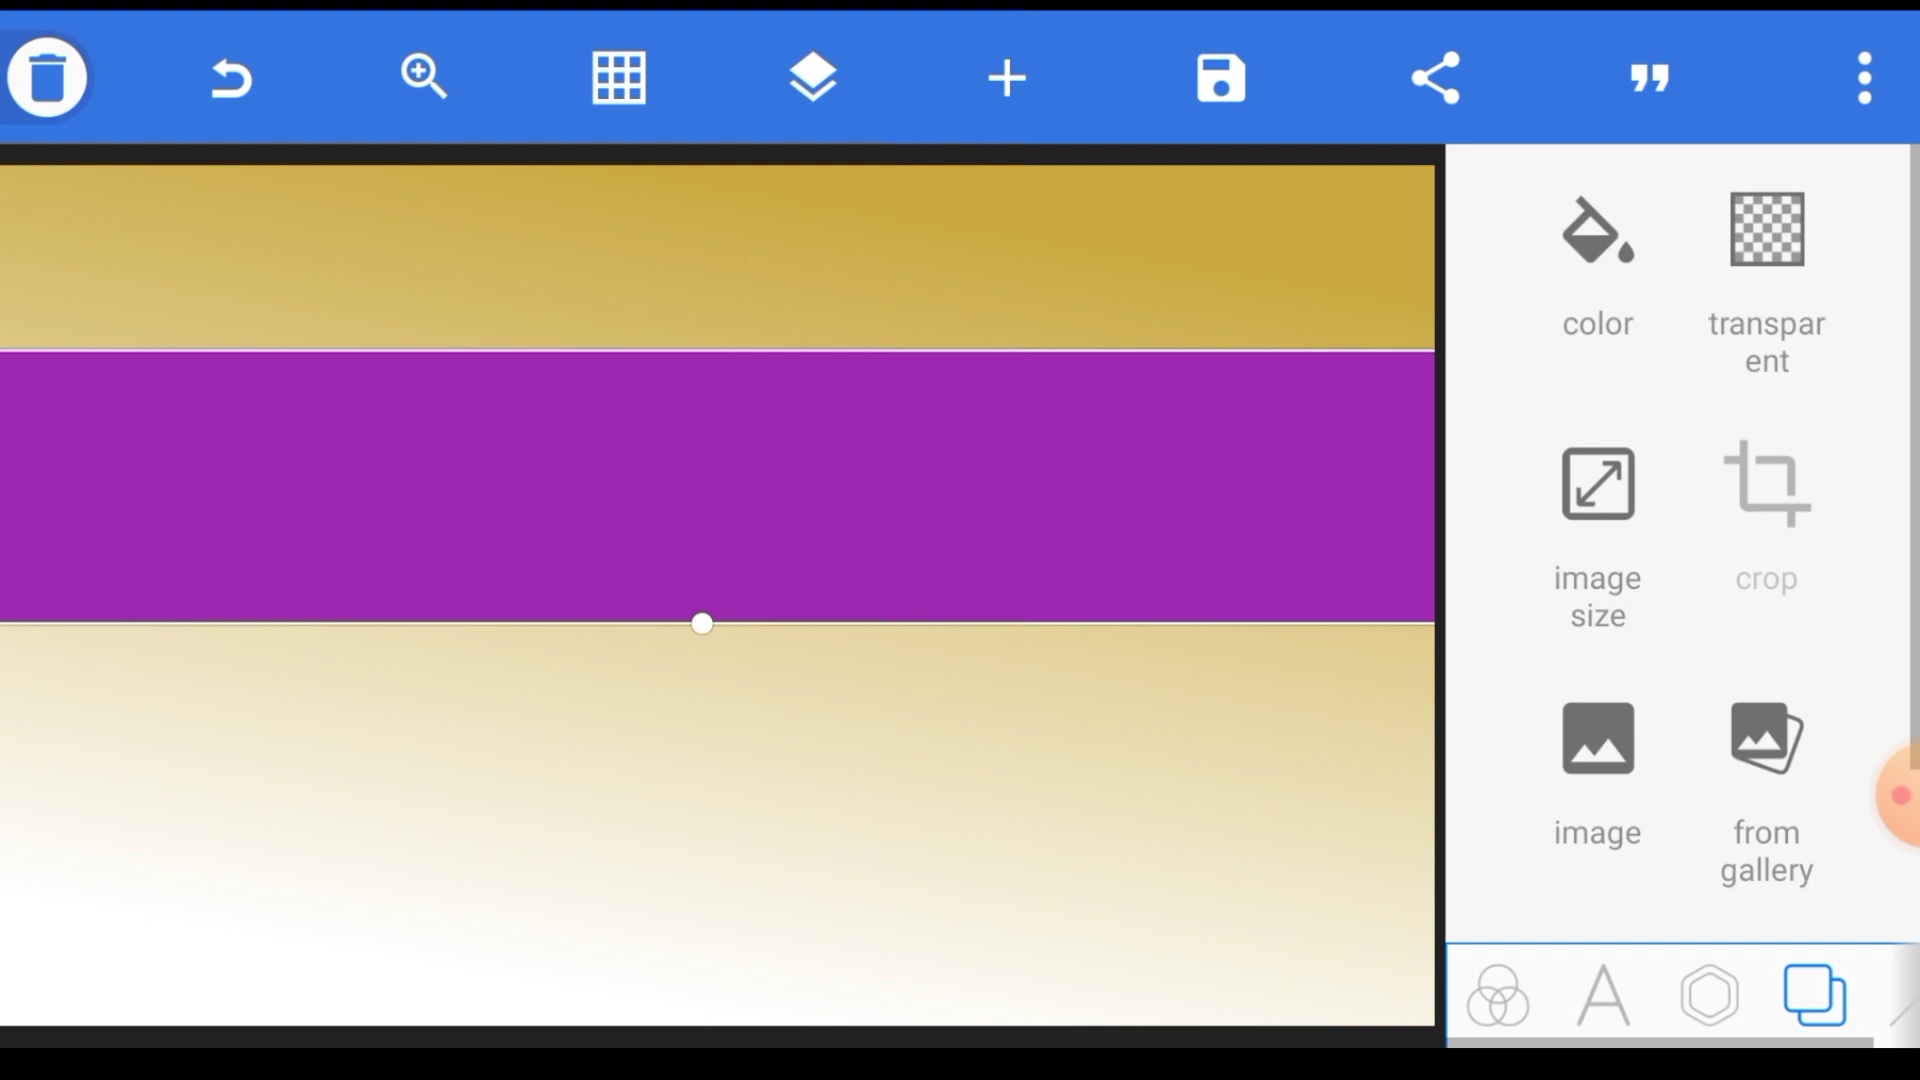 color
transpar
ent
image
size
crop
image
from
gallery